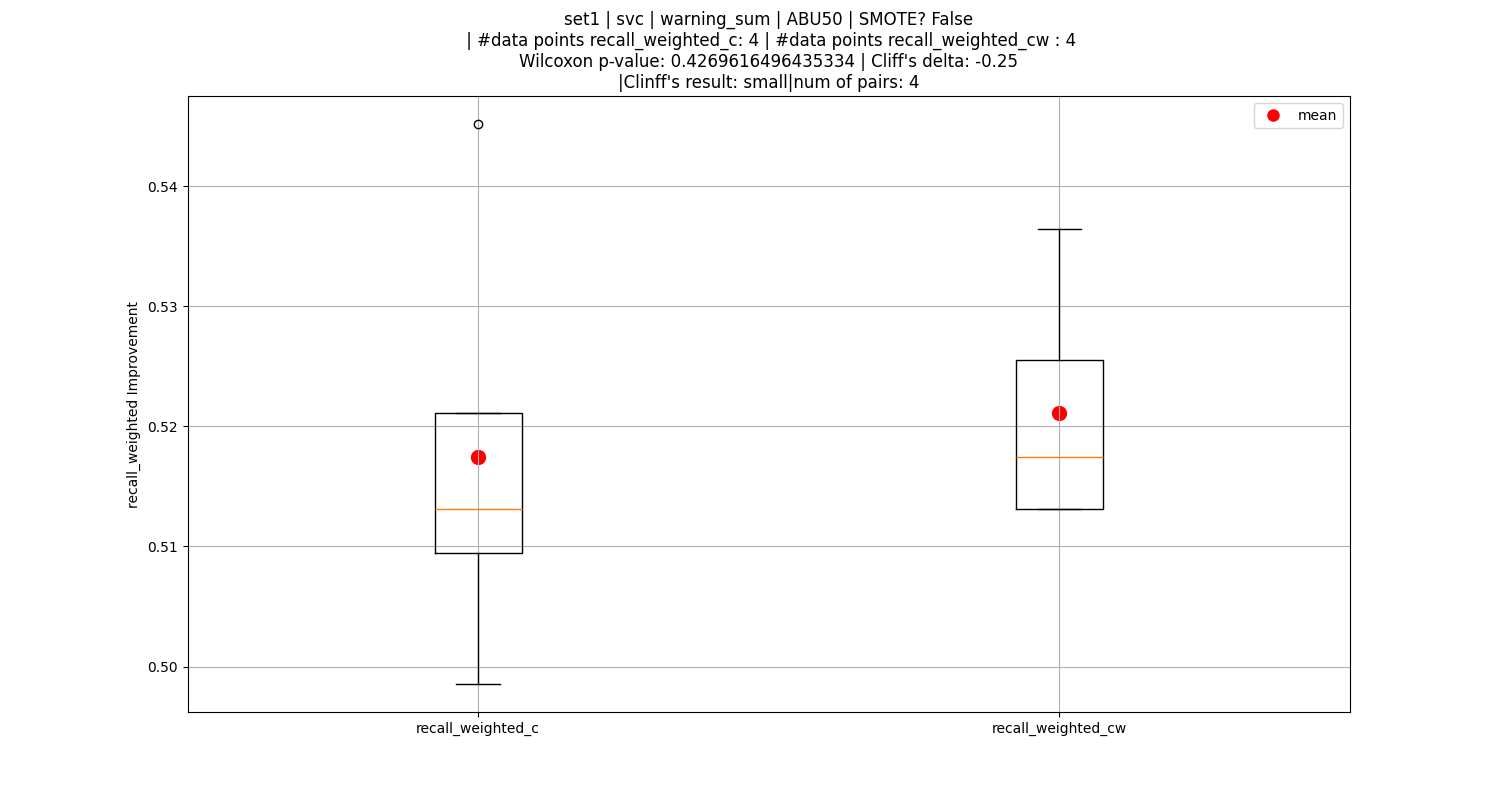 set1 | svc | warning_sum | ABU50 | SMOTE? False
| #data points recall_weighted_c: 4 | #data points recall_weighted_cw : 4
Wilcoxon p-value: 0.4269616496435334 | Cliff's delta: -0.25
|Clinff's result: small|num of pairs: 4
mean
0.54
0.53
0.52
0.51
0.50
recall_weighted Improvement
recall_weighted_c
recall_weighted_cw